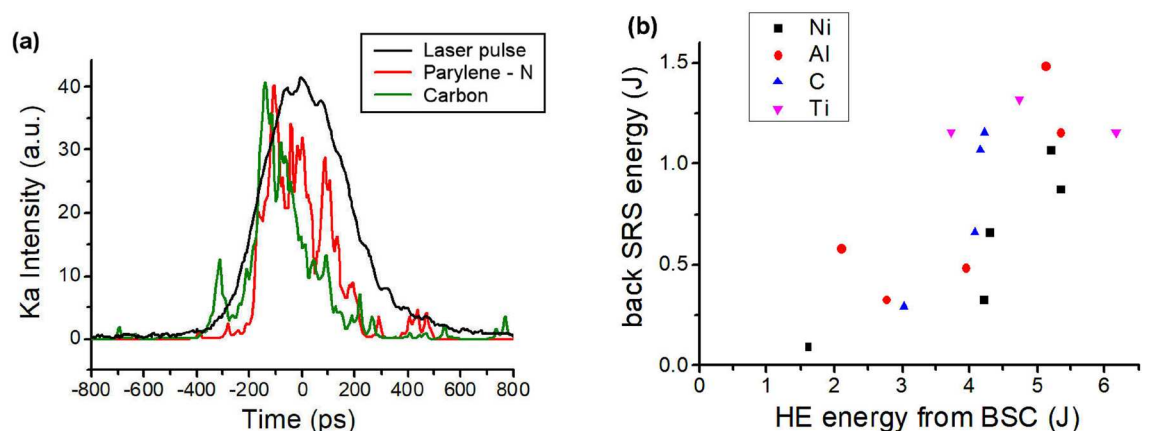 (a)
Laser pulse
Parylene - N
Carbon
Ka Intensity (a.u.)
40
30
20
10
0
-800
-600
-400
-200
0
200
400
600
800
Time (ps)
(b)
Ni
Al
C
Ti
back SRS energy (J)
1.5
1.0
0.5
0.0
0
1
2
3
4
5
6
HE energy from BSC (J)